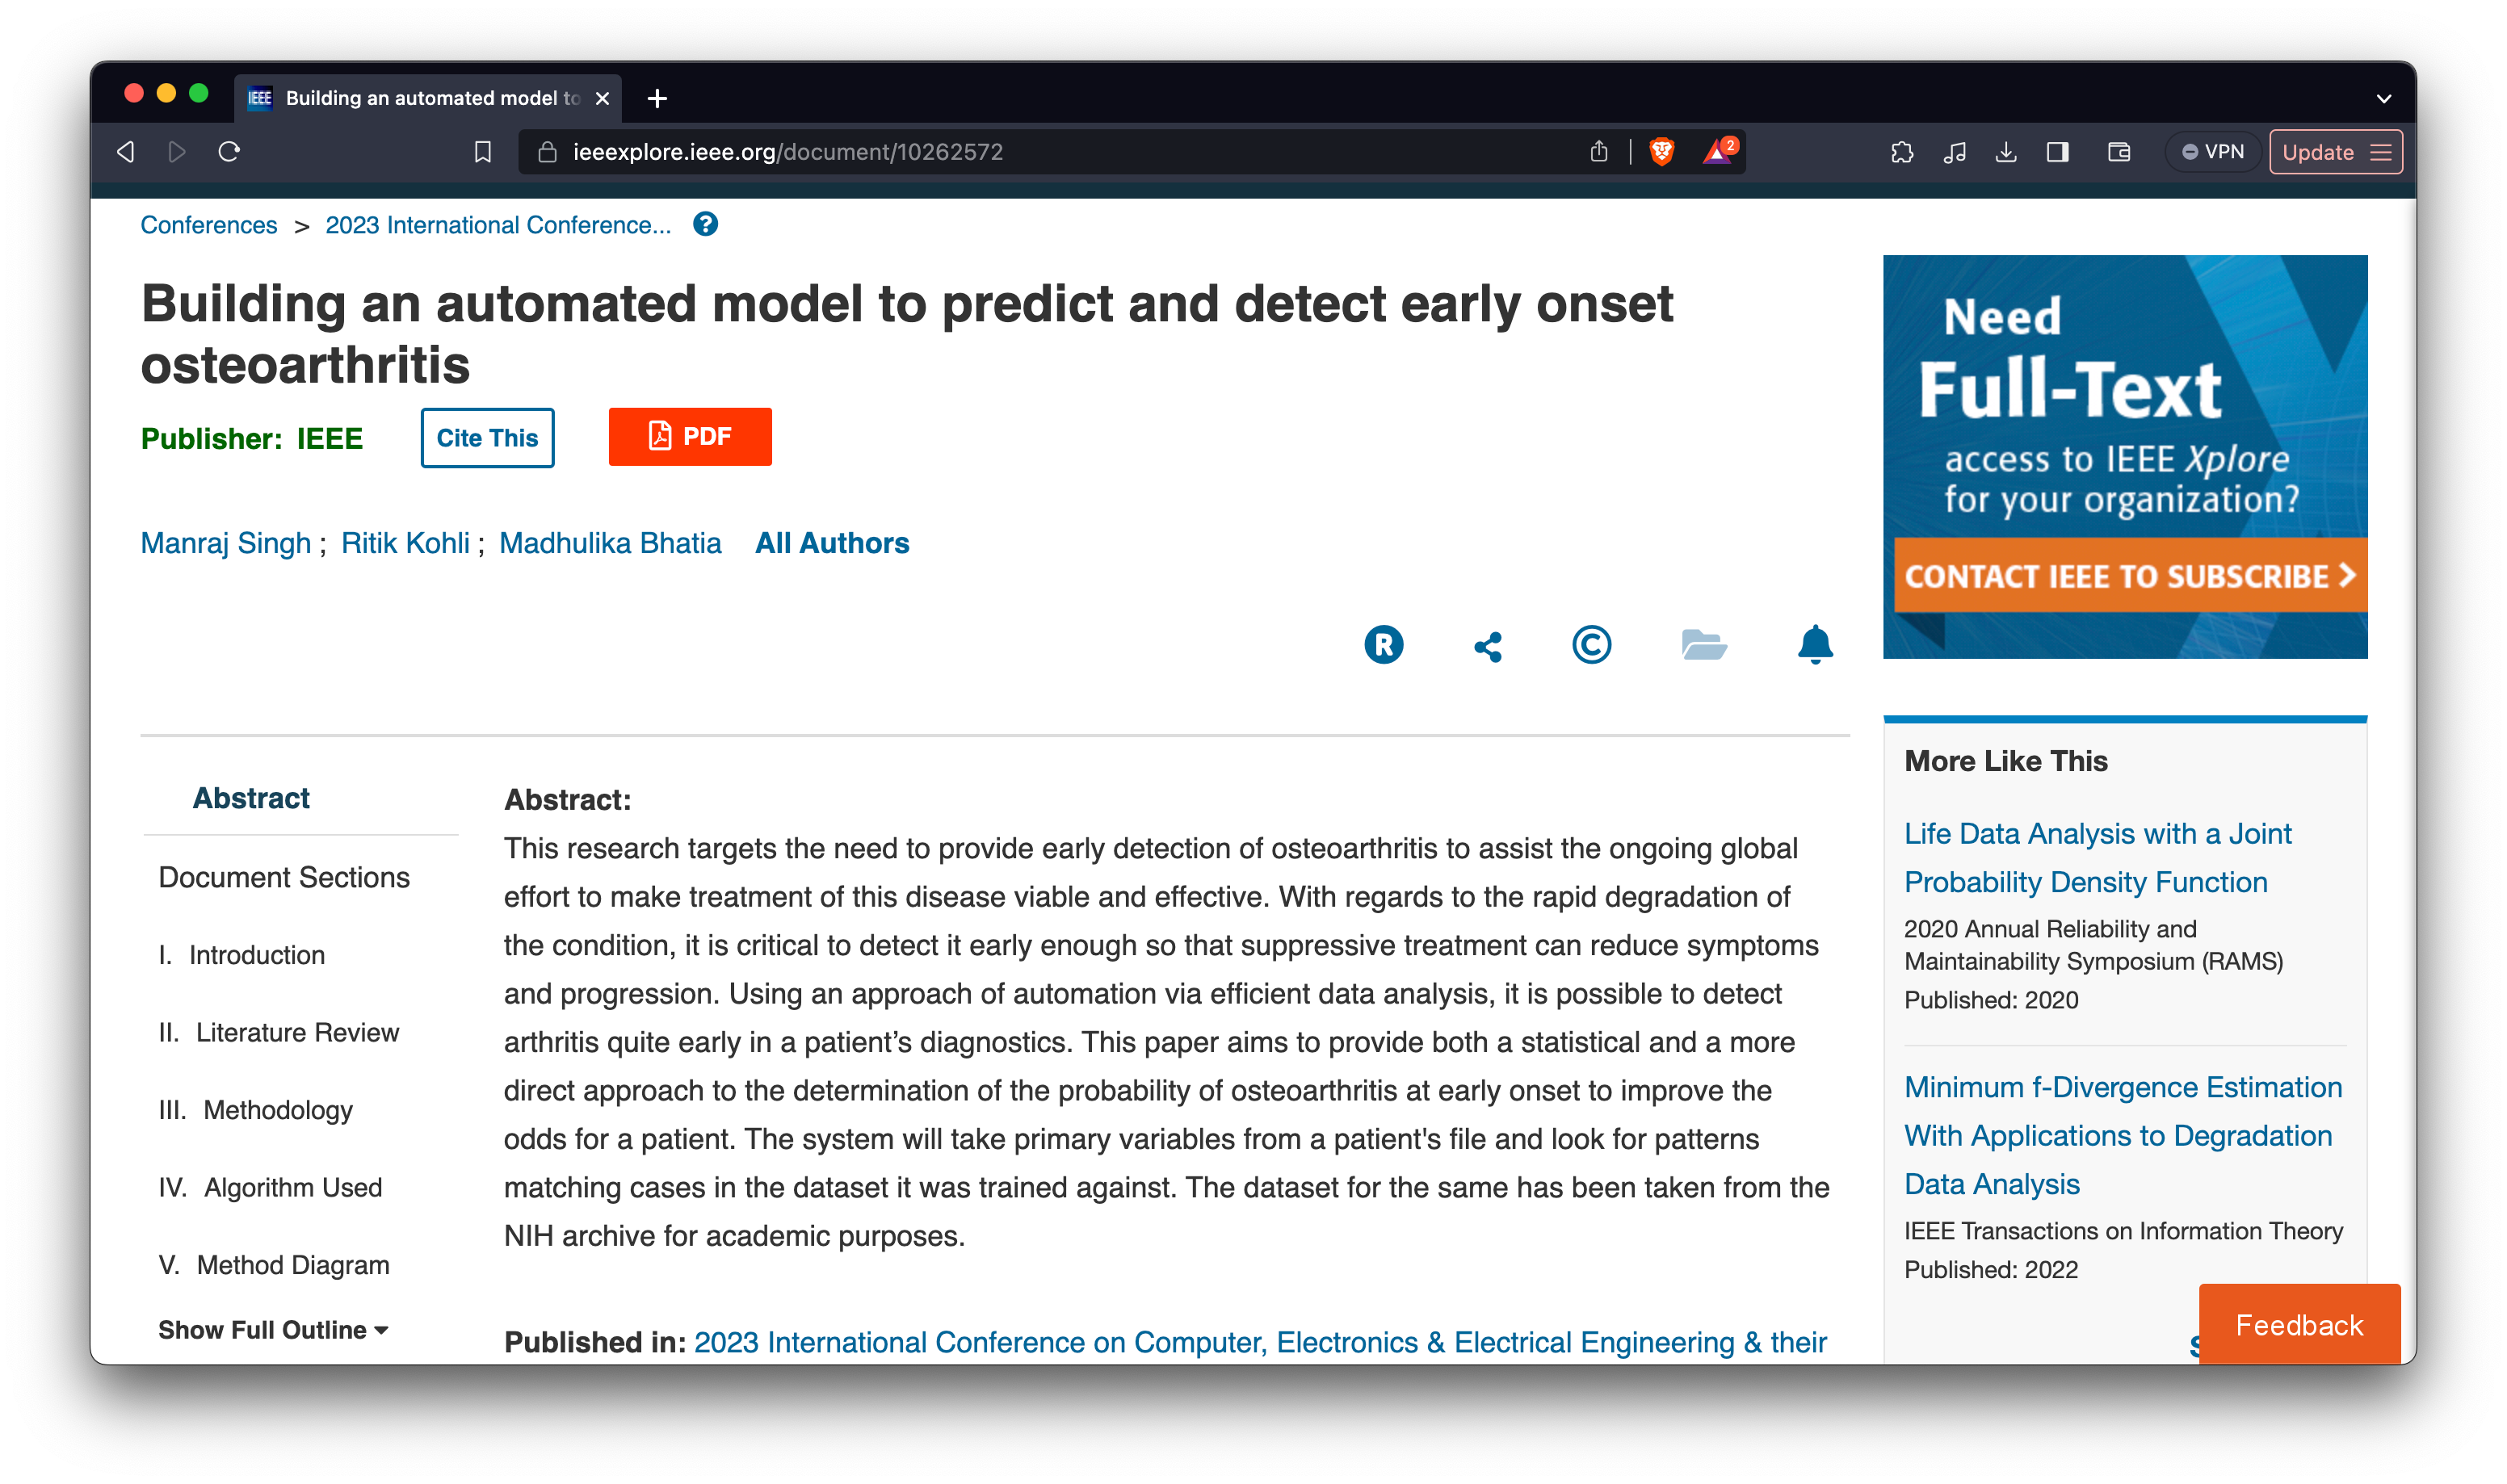 IEEE Building an automated model to
2
ieeexplore.ieee.org/document/10262572
VPN
Update
Conferences > 2023 International Conference... ?
Building an automated model to predict and detect early onset
osteoarthritis
Publisher: IEEE
Cite This
PDF
Manraj Singh ; Ritik Kohli ; Madhulika Bhatia All Authors
R
©
Need
Full-Text
access to IEEE Xplore
for your organization?
CONTACT IEEE TO SUBSCRIBE >
Abstract
Document Sections
I. Introduction
II. Literature Review
III. Methodology
IV. Algorithm Used
V. Method Diagram
Show Full Outline
Abstract:
This research targets the need to provide early detection of osteoarthritis to assist the ongoing global
effort to make treatment of this disease viable and effective. With regards to the rapid degradation of
the condition, it is critical to detect it early enough so that suppressive treatment can reduce symptoms
and progression. Using an approach of automation via efficient data analysis, it is possible to detect
arthritis quite early in a patient’s diagnostics. This paper aims to provide both a statistical and a more
direct approach to the determination of the probability of osteoarthritis at early onset to improve the
odds for a patient. The system will take primary variables from a patient's file and look for patterns
matching cases in the dataset it was trained against. The dataset for the same has been taken from the
NIH archive for academic purposes.
Published in: 2023 International Conference on Computer, Electronics & Electrical Engineering & their
More Like This
Life Data Analysis with a Joint
Probability Density Function
2020 Annual Reliability and
Maintainability Symposium (RAMS)
Published: 2020
Minimum f-Divergence Estimation
With Applications to Degradation
Data Analysis
IEEE Transactions on Information Theory
Published: 2022
Feedback